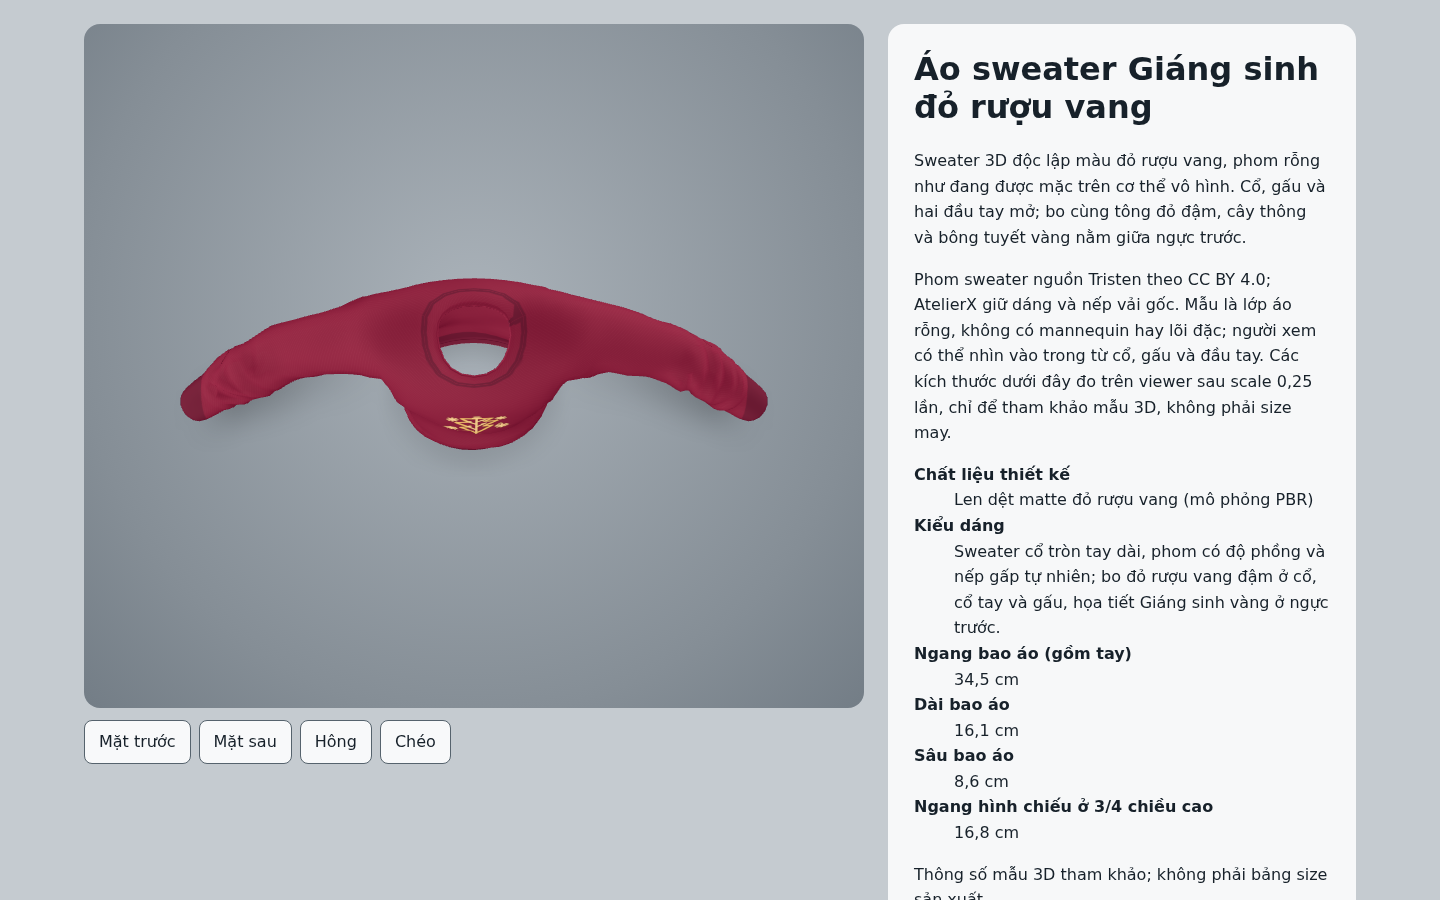 Áo sweater Giáng sinh
đỏ rượu vang
Sweater 3D độc lập màu đỏ rượu vang, phom rỗng
như đang được mặc trên cơ thể vô hình. Cổ, gấu và
hai đầu tay mở; bo cùng tông đỏ đậm, cây thông
và bông tuyết vàng nằm giữa ngực trước.
Phom sweater nguồn Tristen theo CC BY 4.0;
AtelierX giữ dáng và nếp vải gốc. Mẫu là lớp áo
rỗng, không có mannequin hay lõi đặc; người xem
có thể nhìn vào trong từ cổ, gấu và đầu tay. Các
kích thước dưới đây đo trên viewer sau scale 0,25
lần, chỉ để tham khảo mẫu 3D, không phải size
may.
Chất liệu thiết kế
Len dệt matte đỏ rượu vang (mô phỏng PBR)
Kiểu dáng
Sweater cổ tròn tay dài, phom có độ phồng và
nếp gấp tự nhiên; bo đỏ rượu vang đậm ở cổ,
cổ tay và gấu, họa tiết Giáng sinh vàng ở ngực
trước.
Ngang bao áo (gồm tay)
34,5 cm
Dài bao áo
16,1 cm
Sâu bao áo
8,6 cm
Ngang hình chiếu ở 3/4 chiều cao
16,8 cm
Thông số mẫu 3D tham khảo; không phải bảng size
sản xuất.
Mặt trước
Mặt sau
Hông
Chéo